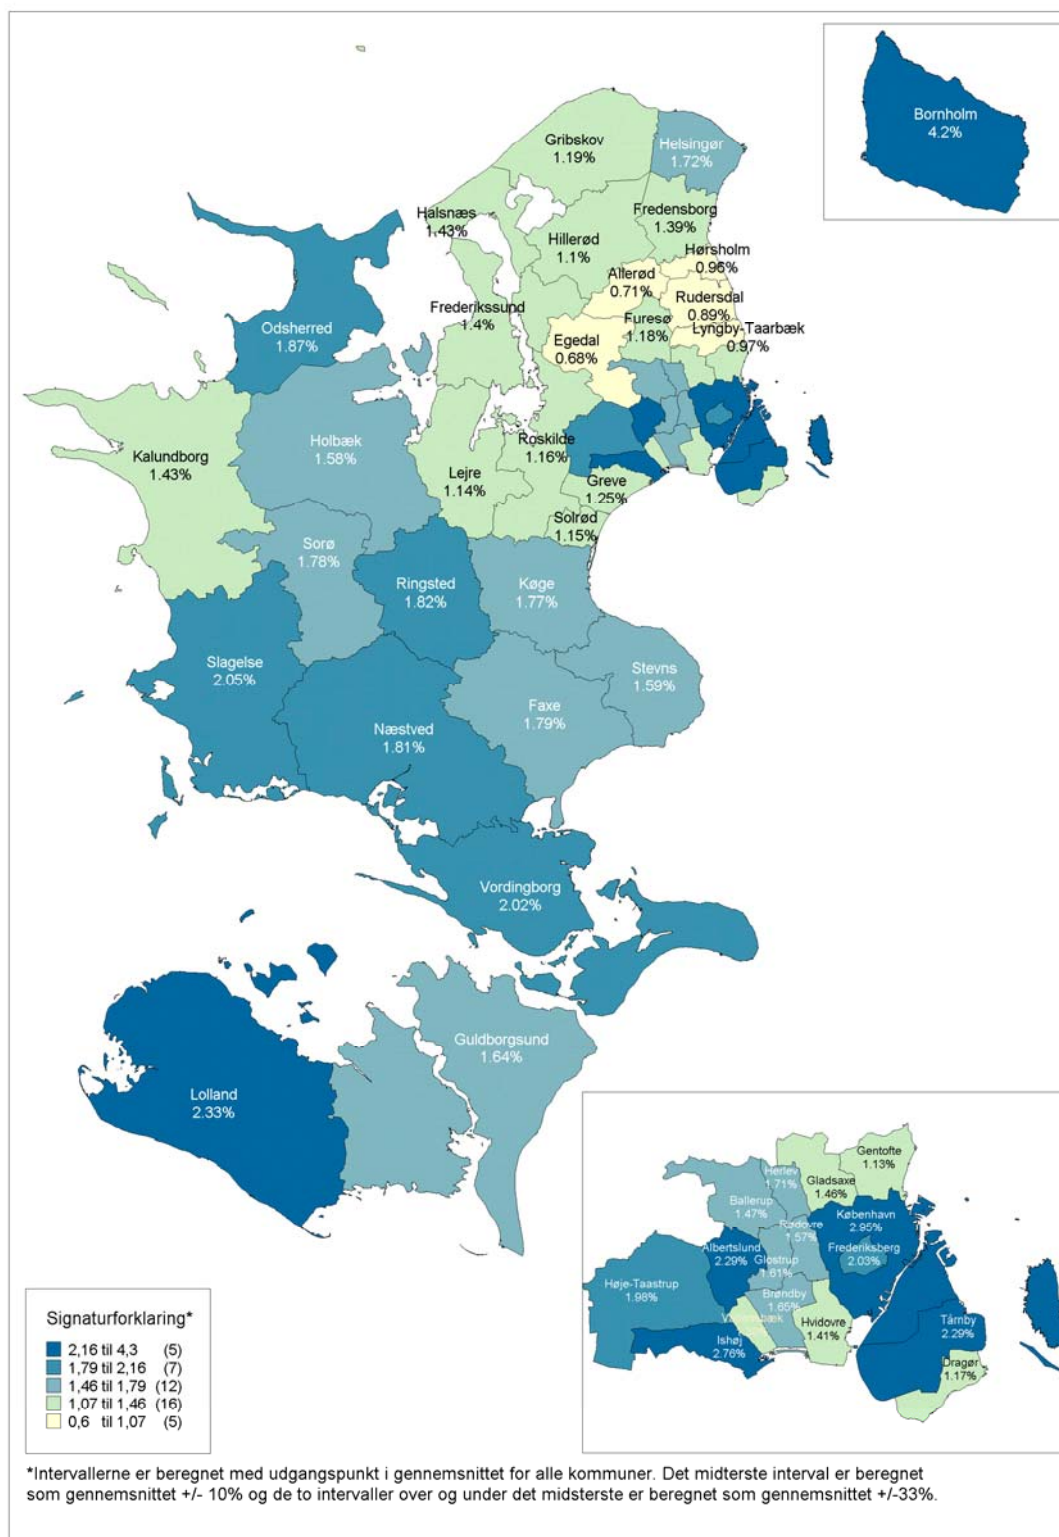 Bornholm
4.2%
Gribskov
1.19%
Helsingør
1.72%
Halsnæs
1.43%
Fredensborg
1.39%
Hillerød
1.1%
Hørsholm
0.96%
Allerød
0.71%
Rudersdal
0.89%
Frederikssund
1.4%
Furesø
1.18%
Lyngby-Taarbæk
0.97%
Odsherred
1.87%
Egedal
0.68%
Holbæk
1.58%
Kalundborg
1.43%
Roskilde
1.16%
Lejre
1.14%
Greve
1.25%
Solrød
1.15%
Sorø
1.78%
Ringsted
1.82%
Køge
1.77%
Slagelse
2.05%
Stevns
1.59%
Faxe
1.79%
Næstved
1.81%
Vordingborg
2.02%
Guldborgsund
1.64%
Lolland
2.33%
Gentofte
1.13%
Herlev
1.71%
Gladsaxe
1.46%
Ballerup
1.47%
København
2.95%
Rødovre
1.57%
Albertslund
2.29%
Glostrup
1.61%
Frederiksberg
2.03%
Høje-Taastrup
1.98%
Brøndby
1.65%
Hvidovre
1.41%
Ishøj
2.76%
Tårnby
2.29%
Dragør
1.17%
Signaturforklaring*
2,16 til 4,3 (5)
1,79 til 2,16 (7)
1,46 til 1,79 (12)
1,07 til 1,46 (16)
0,6 til 1,07 (5)
*Intervallerne er beregnet med udgangspunkt i gennemsnittet for alle kommuner. Det midterste interval er beregnet
som gennemsnittet +/- 10% og de to intervaller over og under det midsterste er beregnet som gennemsnittet +/-33%.